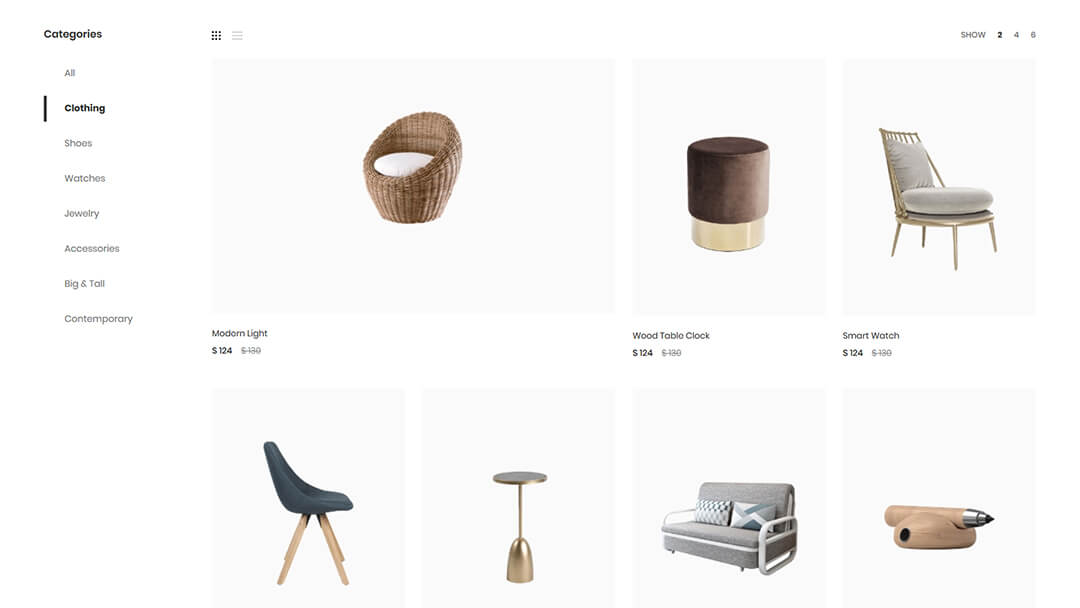 Categories
SHOW 2 4 6
All
Clothing
Shoes
Watches
Jewelry
Accessories
Big & Tall
Contemporary
Modern Light
$ 124 $ 130
Wood Table Clock
$ 124 $ 130
Smart Watch
$ 124 $ 130